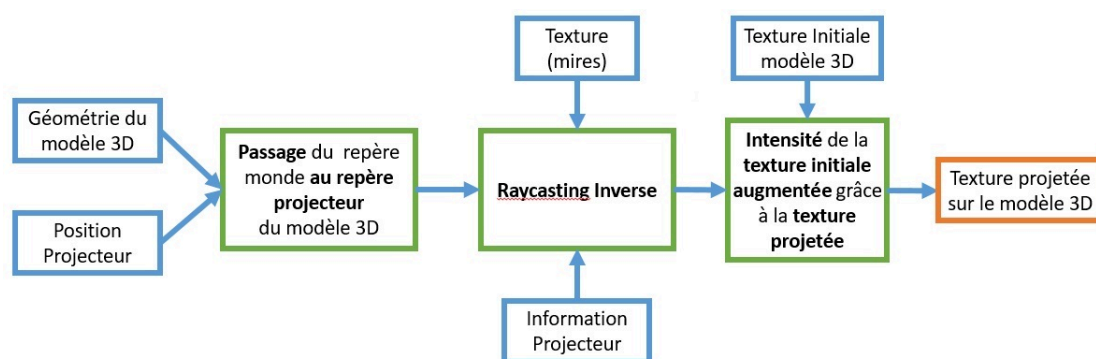 Géométrie du
modèle 3D
Position
Projecteur
Passage du repère
monde au repère
projecteur
du modèle 3D
Texture
(mires)
Raycasting Inverse
Information
Projecteur
Texture Initiale
modèle 3D
Intensité de la
texture initiale
augmentée grâce
à la texture
projetée
Texture projetée
sur le modèle 3D